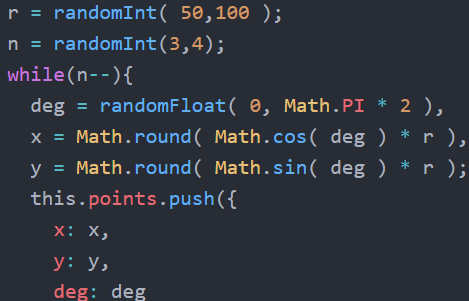 r = randomInt( 50,100 );
n = randomInt(3,4);
while(n--){
deg = randomFloat( 0, Math.PI * 2 ),
x = Math.round( Math.cos( deg ) * r ),
y = Math.round( Math.sin( deg ) * r );
this.points.push({
x: x,
y: y,
deg: deg